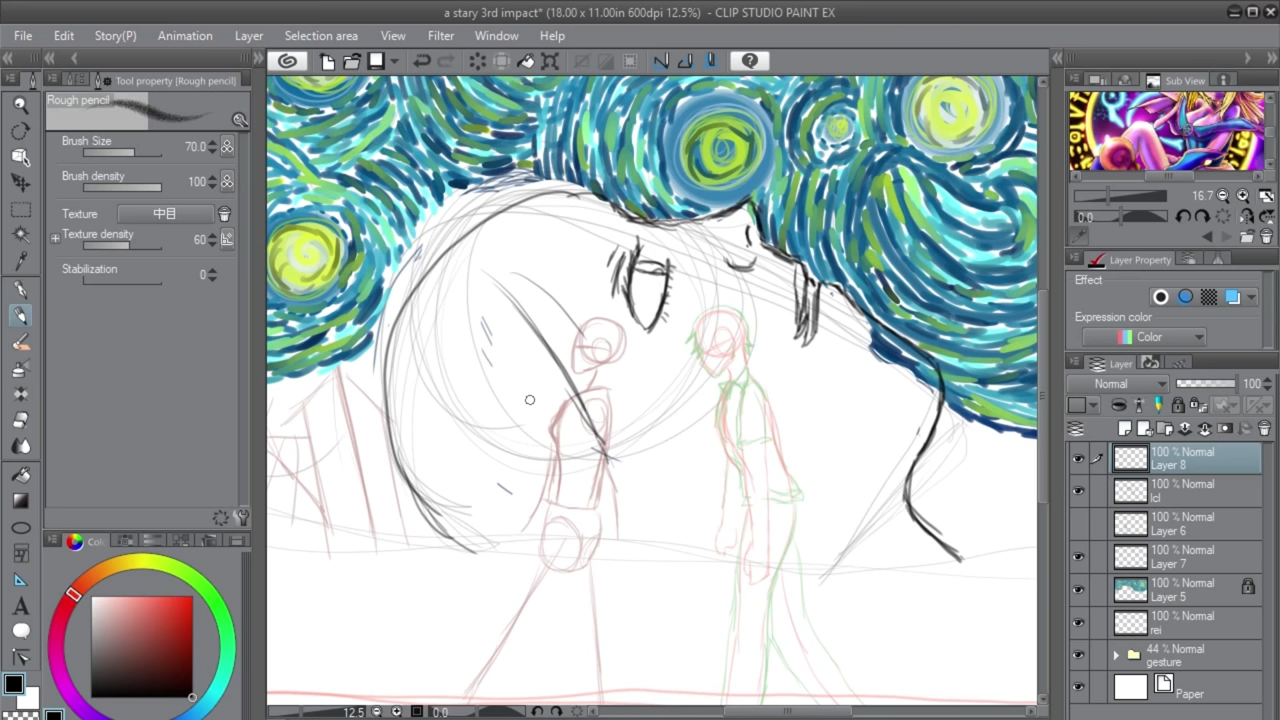 a stary 3rd impact* (18.00 x 11.00in 600dpi 12.5%) - CLIP STUDIO PAINT EX
File Edit Story(P) Animation Layer Selection area View Filter Window Help
Tool property [Rough pencil]
Rough pencil
Brush Size 70.0
Brush density 100
Texture 中目
Texture density 60
Stabilization 0
Sub View
16.7
0.0
Layer Property
Effect
Expression color
Color
Layer
Normal 100
100 % Normal
Layer 8
100 % Normal
lcl
100 % Normal
Layer 6
100 % Normal
Layer 7
100 % Normal
Layer 5
100 % Normal
rei
44 % Normal
gesture
Paper
12.5
0.0